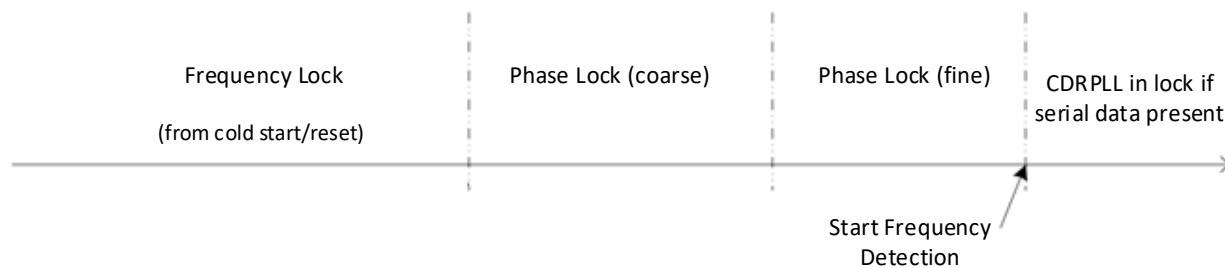 Frequency Lock
(from cold start/reset)
Phase Lock (coarse)
Phase Lock (fine)
CDRPLL in lock if
serial data present
Start Frequency
Detection